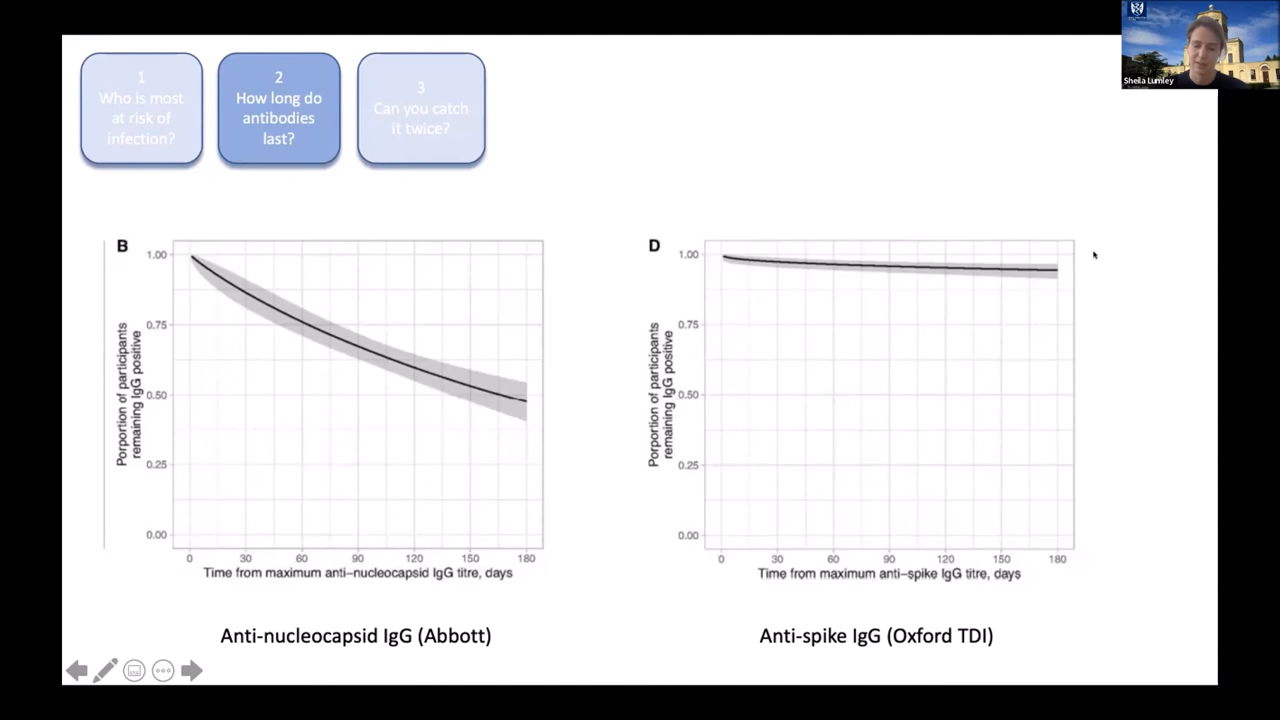 1
Who is most
at risk of
infection?
2
How long do
antibodies
last?
3
Can you catch
it twice?
Sheila Lumley
B
1.00
0.75
0.50
0.25
0.00
Porportion of participants
remaining IgG positive
0 30 60 90 120 150 180
Time from maximum anti–nucleocapsid IgG titre, days
Anti-nucleocapsid IgG (Abbott)
D
1.00
0.75
0.50
0.25
0.00
Porportion of participants
remaining IgG positive
0 30 60 90 120 150 180
Time from maximum anti–spike IgG titre, days
Anti-spike IgG (Oxford TDI)